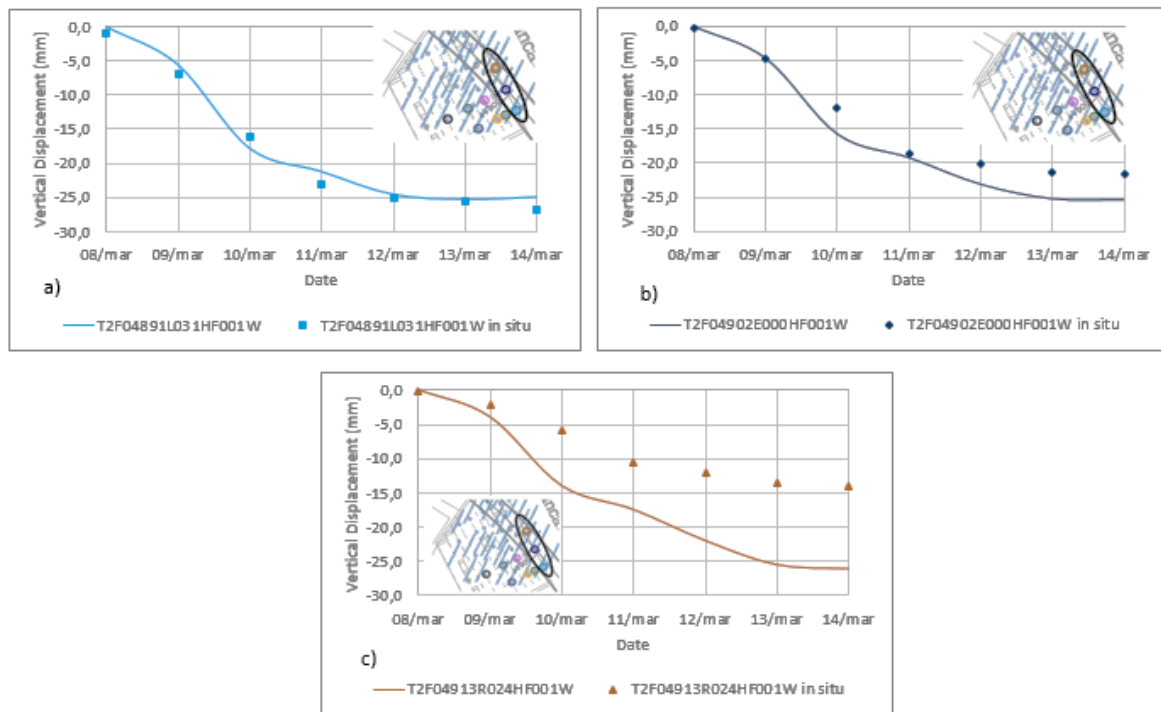 0,0
-5,0
-10,0
-15,0
-20,0
-25,0
-30,0
Vertical Displacement (mm)
08/mar 09/mar 10/mar 11/mar 12/mar 13/mar 14/mar
Date
a)
T2F04891L031HF001W T2F04891L031HF001W in situ
0,0
-5,0
-10,0
-15,0
-20,0
-25,0
-30,0
Vertical Displacement (mm)
08/mar 09/mar 10/mar 11/mar 12/mar 13/mar 14/mar
Date
b)
T2F04902E000HF001W T2F04902E000HF001W in situ
0,0
-5,0
-10,0
-15,0
-20,0
-25,0
-30,0
Vertical Displacement (mm)
08/mar 09/mar 10/mar 11/mar 12/mar 13/mar 14/mar
Date
c)
T2F04913R024HF001W T2F04913R024HF001W in situ